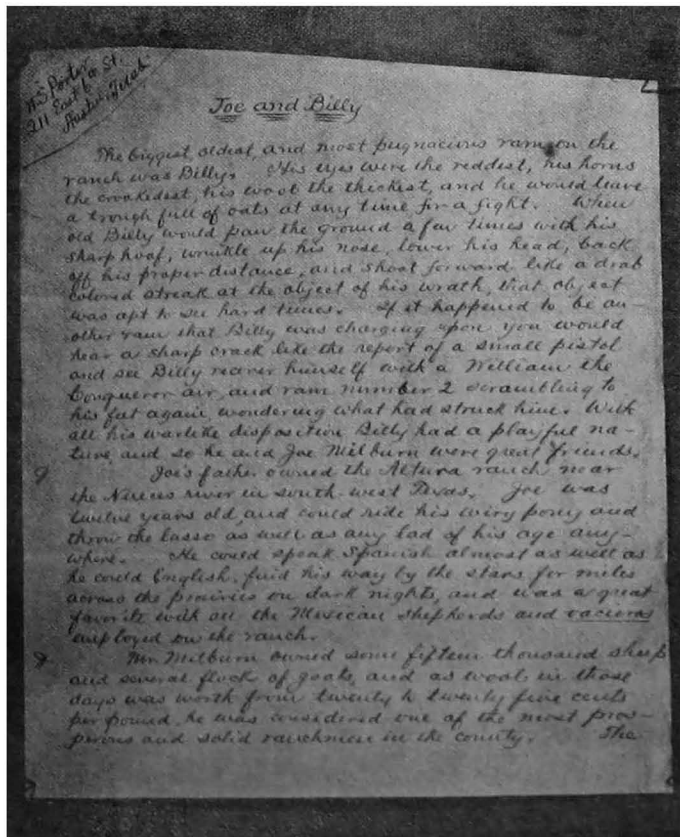 W S Porter
211 East 6th St.
Austin, Texas
Joe and Billy
The biggest, oldest, and most pugnacious ram on the
ranch was Billy. His eyes were the reddest, his horns
the crookedest, his wool the thickest, and he would leave
a trough full of oats at any time for a fight. When
old Billy would paw the ground a few times with his
sharp hoof, wrinkle up his nose, lower his head, back
off his proper distance, and shoot forward like a drab
colored streak at the object of his wrath, that object
was apt to see hard times. If it happened to be an-
other ram that Billy was charging upon you would
hear a sharp crack like the report of a small pistol
and see Billy recover himself with a William the
Conqueror air, and ram number 2 scrambling to
his feet again wondering what had struck him. With
all his warlike disposition Billy had a playful na-
ture, and so he and Joe Milburn were great friends.
Joe's father owned the Altura ranch near
the Nueces river in south-west Texas. Joe was
twelve years old, and could ride his wiry pony and
throw the lasso as well as any lad of his age any-
where. He could speak Spanish almost as well as
he could English, find his way by the stars for miles
across the prairies on dark nights, and was a great
favorite with all the Mexican shepherds and vacieros
employed on the ranch.
Mr. Milburn owned some fifteen thousand sheep
and several flock of goats, and as wool in those
days was worth from twenty to twenty five cents
per pound, he was considered one of the most pros-
perous and solid ranchmen in the county. The